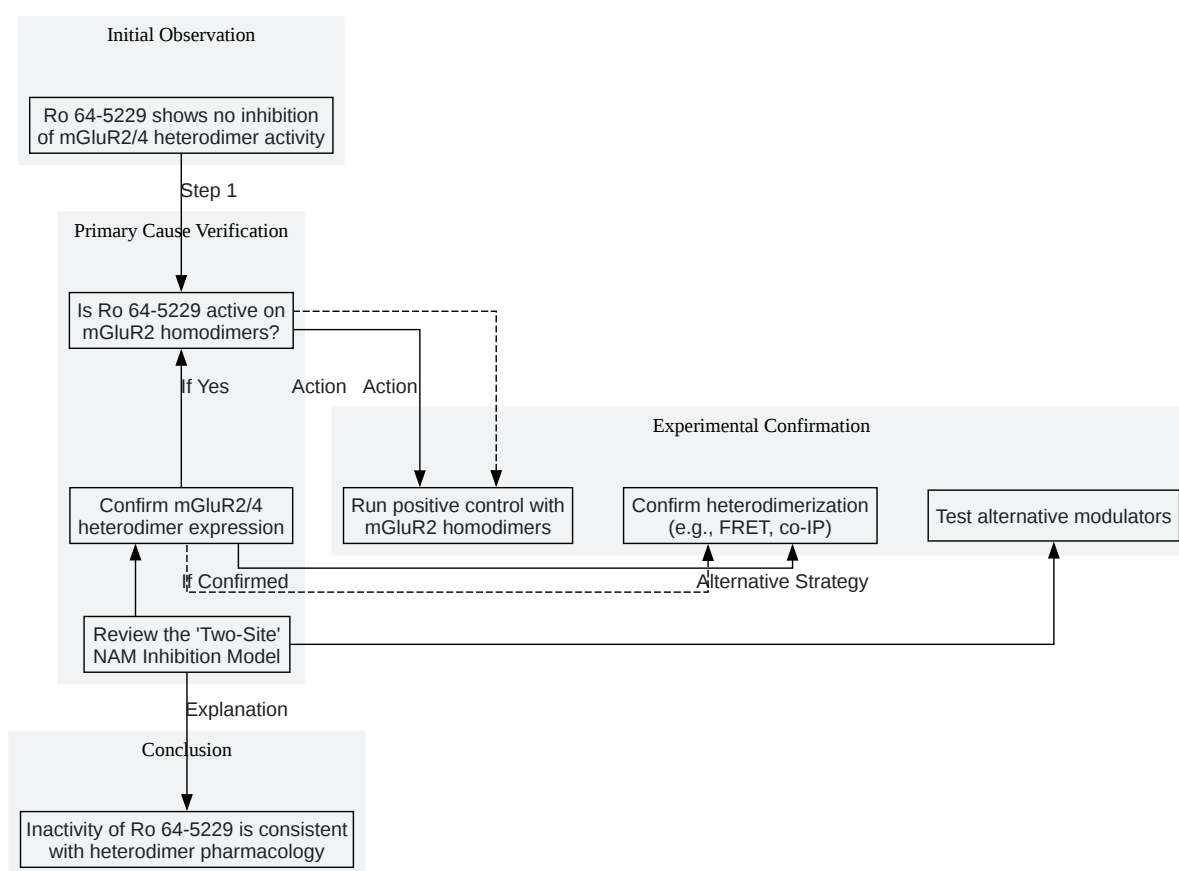 Initial Observation
Ro 64-5229 shows no inhibition
of mGluR2/4 heterodimer activity
Step 1
Primary Cause Verification
Is Ro 64-5229 active on
mGluR2 homodimers?
If Yes
Action
Action
Experimental Confirmation
Confirm mGluR2/4
heterodimer expression
Run positive control with
mGluR2 homodimers
Confirm heterodimerization
(e.g., FRET, co-IP)
Test alternative modulators
If Confirmed
Alternative Strategy
Review the 'Two-Site'
NAM Inhibition Model
Explanation
Conclusion
Inactivity of Ro 64-5229 is consistent
with heterodimer pharmacology